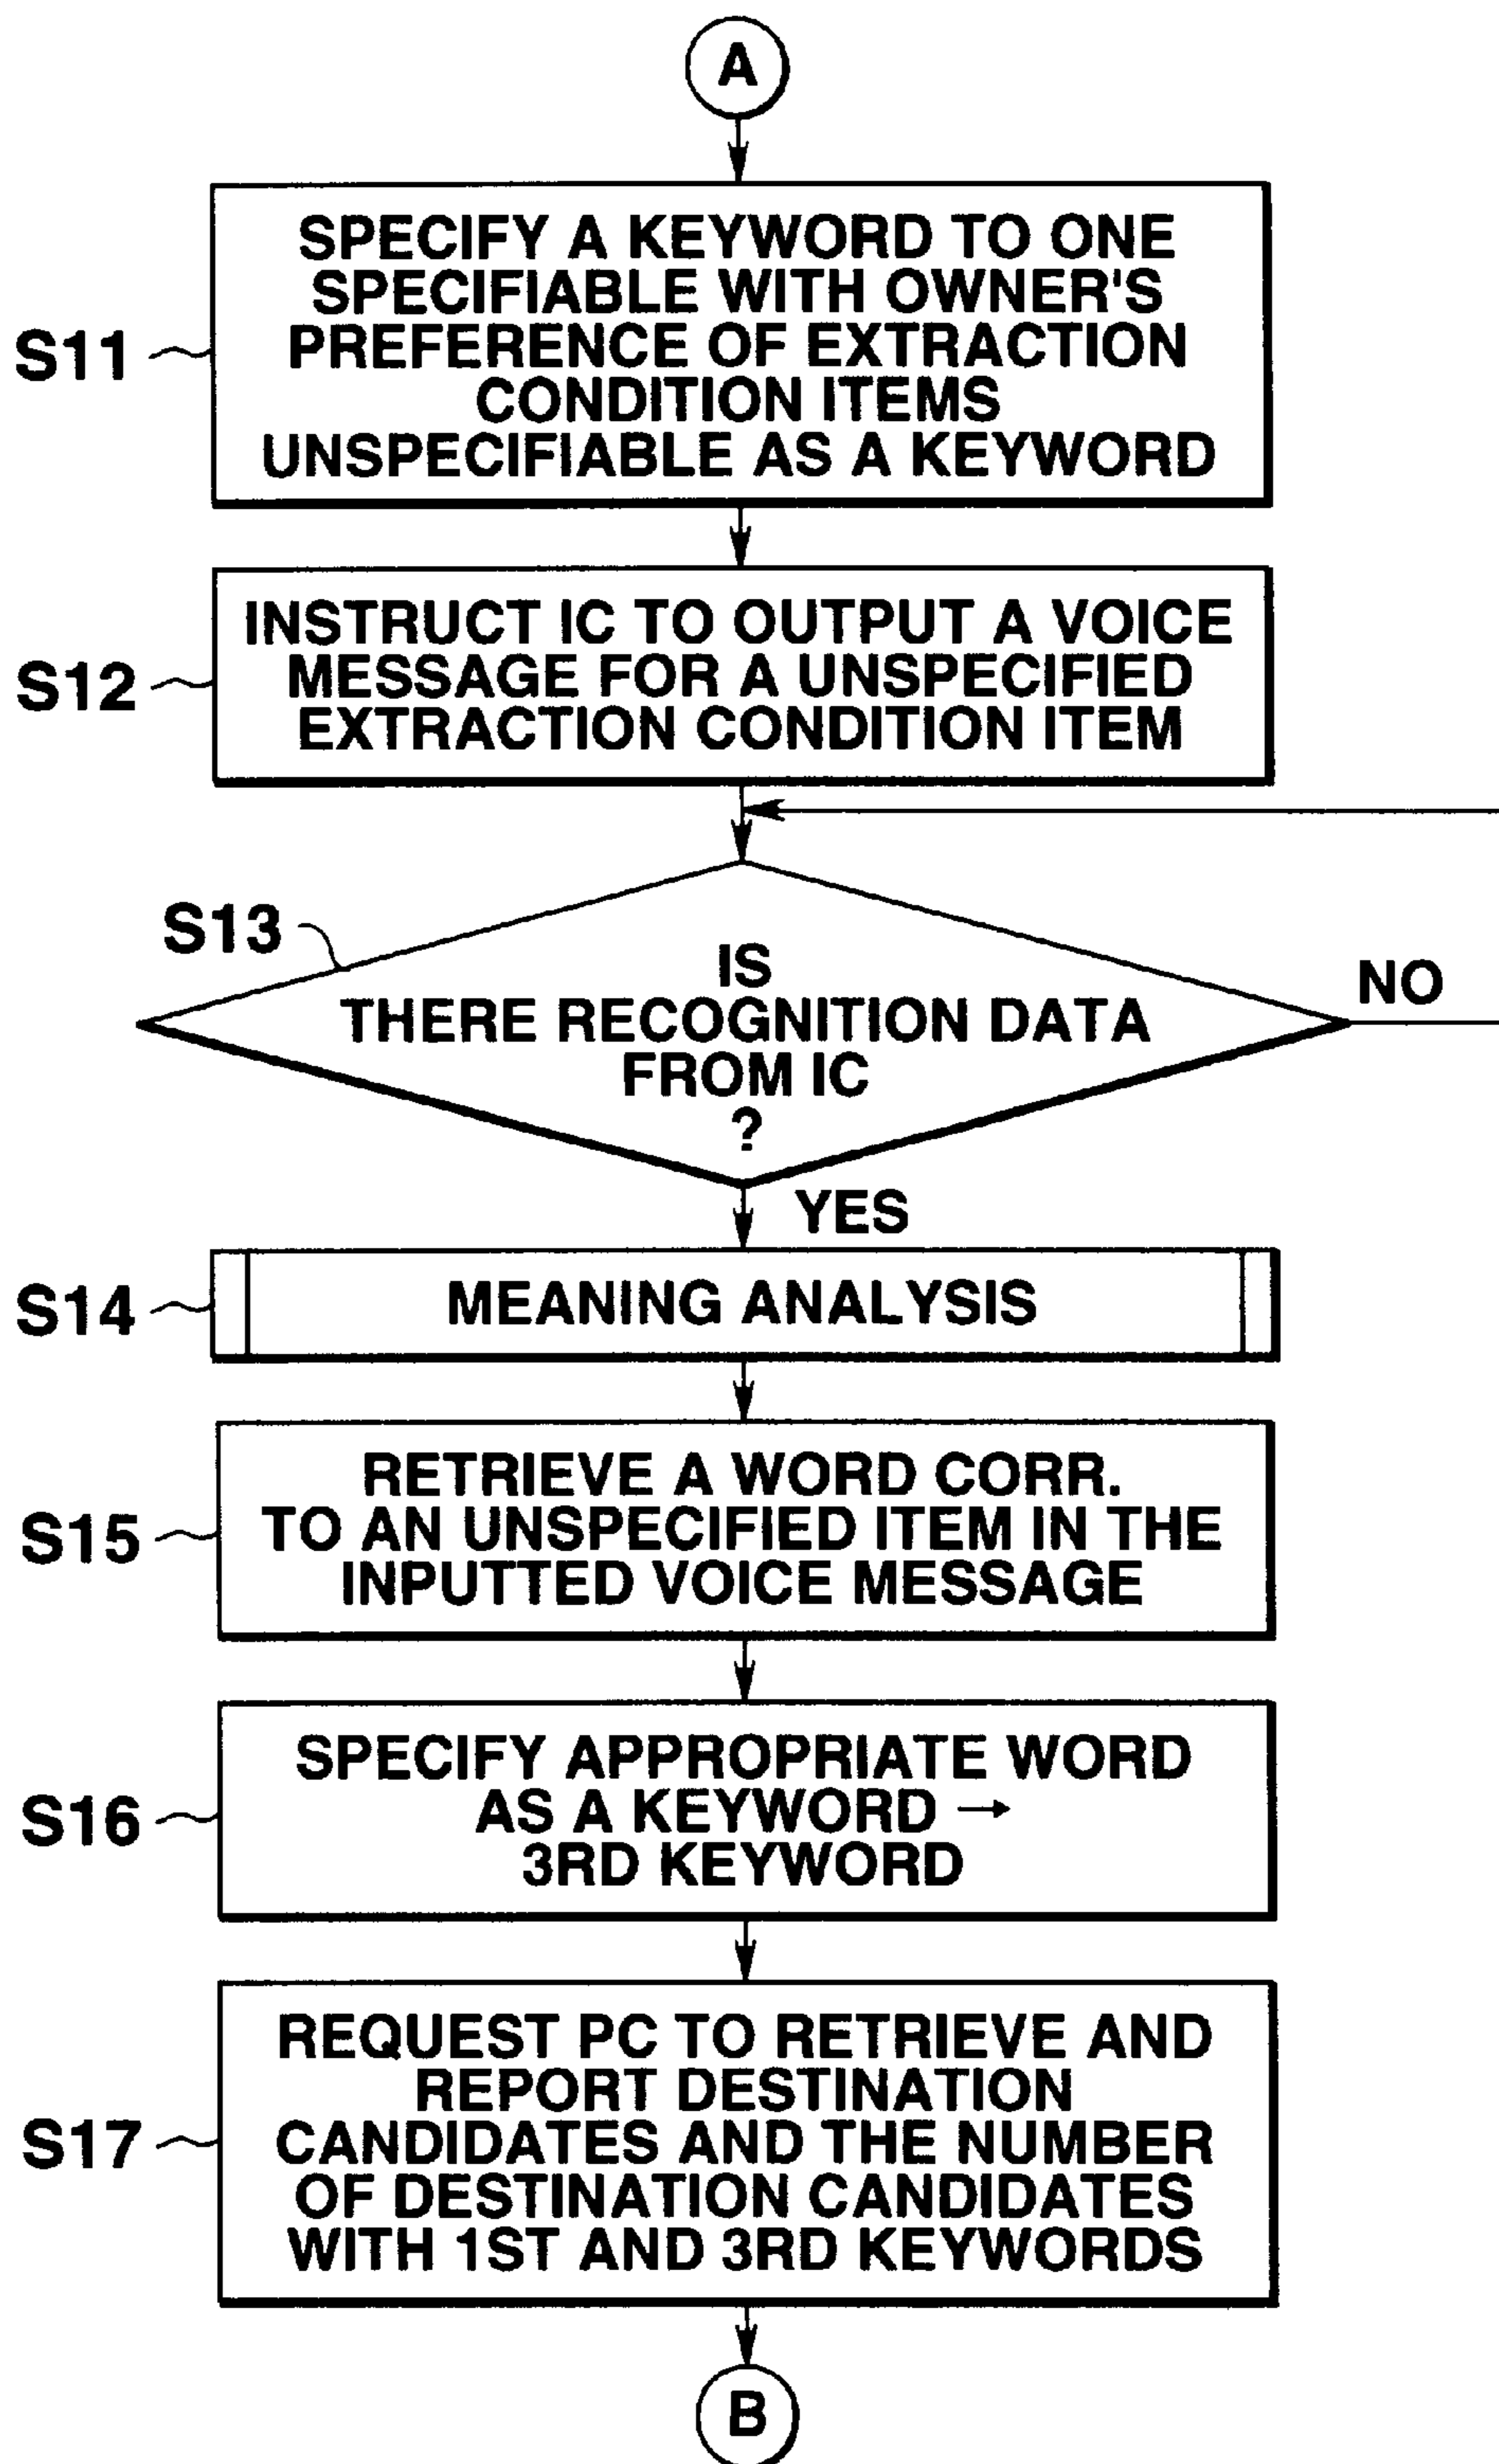 A
S11
SPECIFY A KEYWORD TO ONE
SPECIFIABLE WITH OWNER'S
PREFERENCE OF EXTRACTION
CONDITION ITEMS
UNSPECIFIABLE AS A KEYWORD
S12
INSTRUCT IC TO OUTPUT A VOICE
MESSAGE FOR A UNSPECIFIED
EXTRACTION CONDITION ITEM
S13
IS
THERE RECOGNITION DATA
FROM IC
?
NO
YES
S14
MEANING ANALYSIS
S15
RETRIEVE A WORD CORR.
TO AN UNSPECIFIED ITEM IN THE
INPUTTED VOICE MESSAGE
S16
SPECIFY APPROPRIATE WORD
AS A KEYWORD →
3RD KEYWORD
S17
REQUEST PC TO RETRIEVE AND
REPORT DESTINATION
CANDIDATES AND THE NUMBER
OF DESTINATION CANDIDATES
WITH 1ST AND 3RD KEYWORDS
B